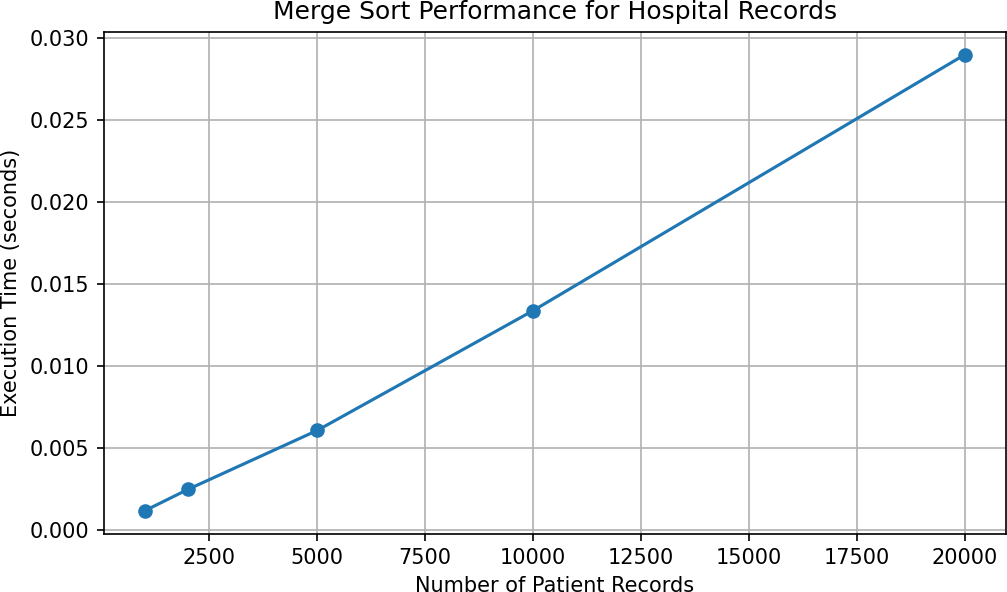 Merge Sort Performance for Hospital Records
0.030
0.025
0.020
0.015
0.010
0.005
0.000
Execution Time (seconds)
2500 5000 7500 10000 12500 15000 17500 20000
Number of Patient Records